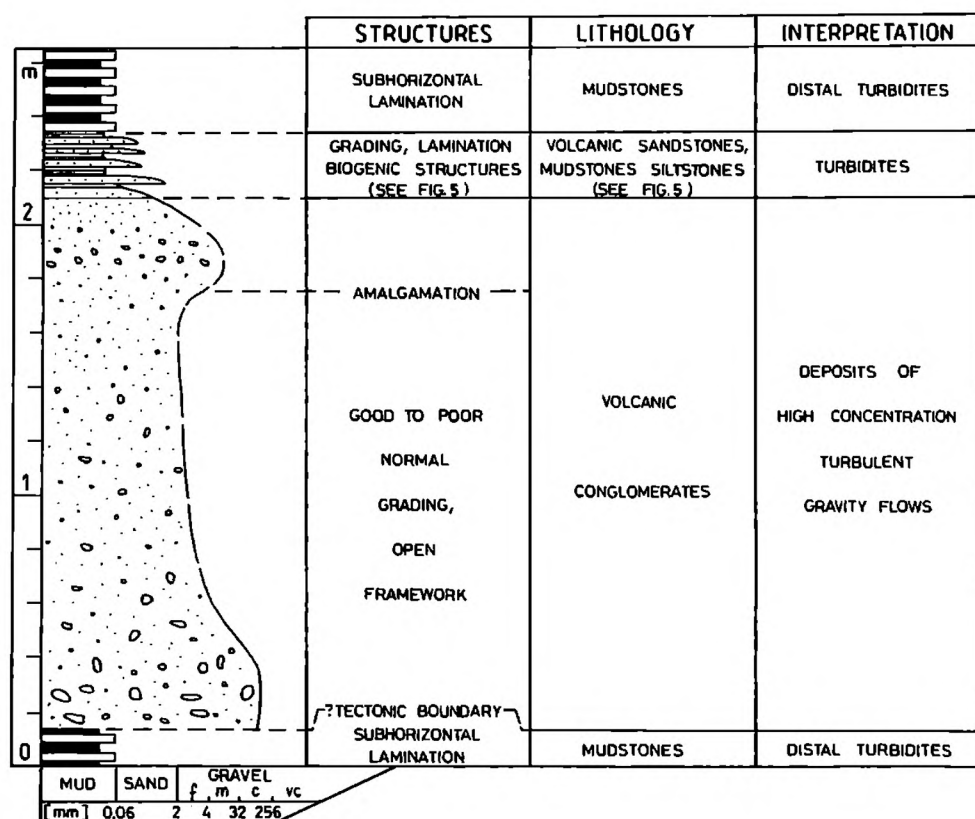 STRUCTURES
LITHOLOGY
INTERPRETATION
m
SUBHORIZONTAL
LAMINATION
MUDSTONES
DISTAL TURBIDITES
GRADING, LAMINATION
BIOGENIC STRUCTURES
(SEE FIG.5)
VOLCANIC SANDSTONES,
MUDSTONES SILTSTONES
(SEE FIG.5)
TURBIDITES
2
AMALGAMATION
GOOD TO POOR
NORMAL
GRADING,
OPEN
FRAMEWORK
VOLCANIC
CONGLOMERATES
DEPOSITS OF
HIGH CONCENTRATION
TURBULENT
GRAVITY FLOWS
1
?TECTONIC BOUNDARY
0
SUBHORIZONTAL
LAMINATION
MUDSTONES
DISTAL TURBIDITES
MUD SAND GRAVEL
f m c vc
[mm] 0.06 2 4 32 256